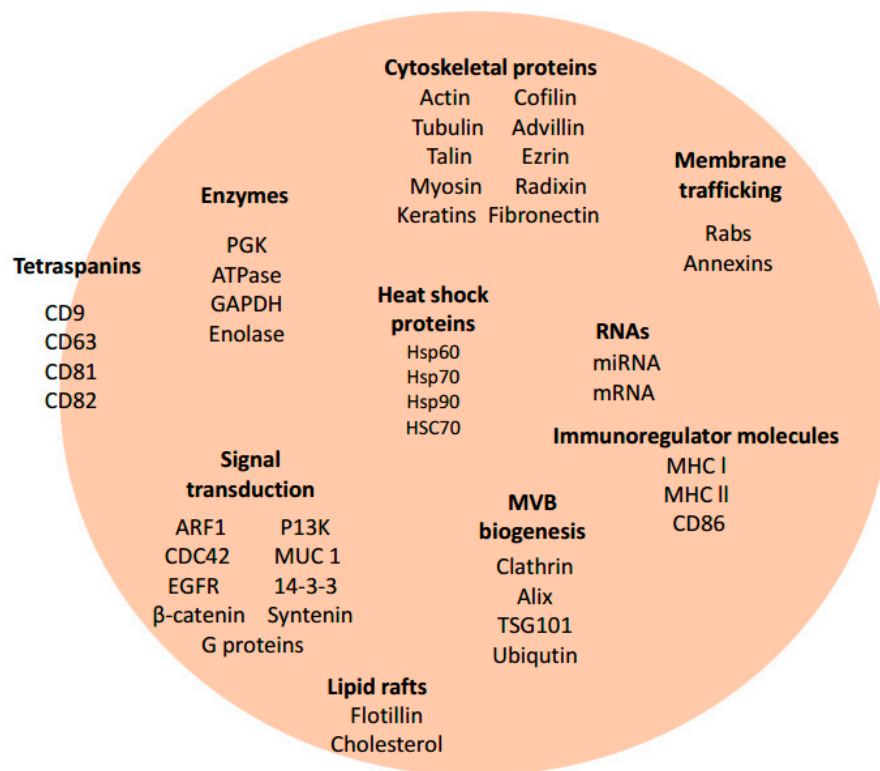 Cytoskeletal proteins
Actin Cofilin
Tubulin Advillin
Talin Ezrin
Myosin Radixin
Keratins Fibronectin
Membrane
trafficking
Rabs
Annexins
Enzymes
PGK
ATPase
GAPDH
Enolase
Tetraspanins
CD9
CD63
CD81
CD82
Heat shock
proteins
Hsp60
Hsp70
Hsp90
HSC70
RNAs
miRNA
mRNA
Immunoregulator molecules
MHC I
MHC II
CD86
Signal
transduction
ARF1 P13K
CDC42 MUC 1
EGFR 14-3-3
β-catenin Syntenin
G proteins
MVB
biogenesis
Clathrin
Alix
TSG101
Ubiqutin
Lipid rafts
Flotillin
Cholesterol